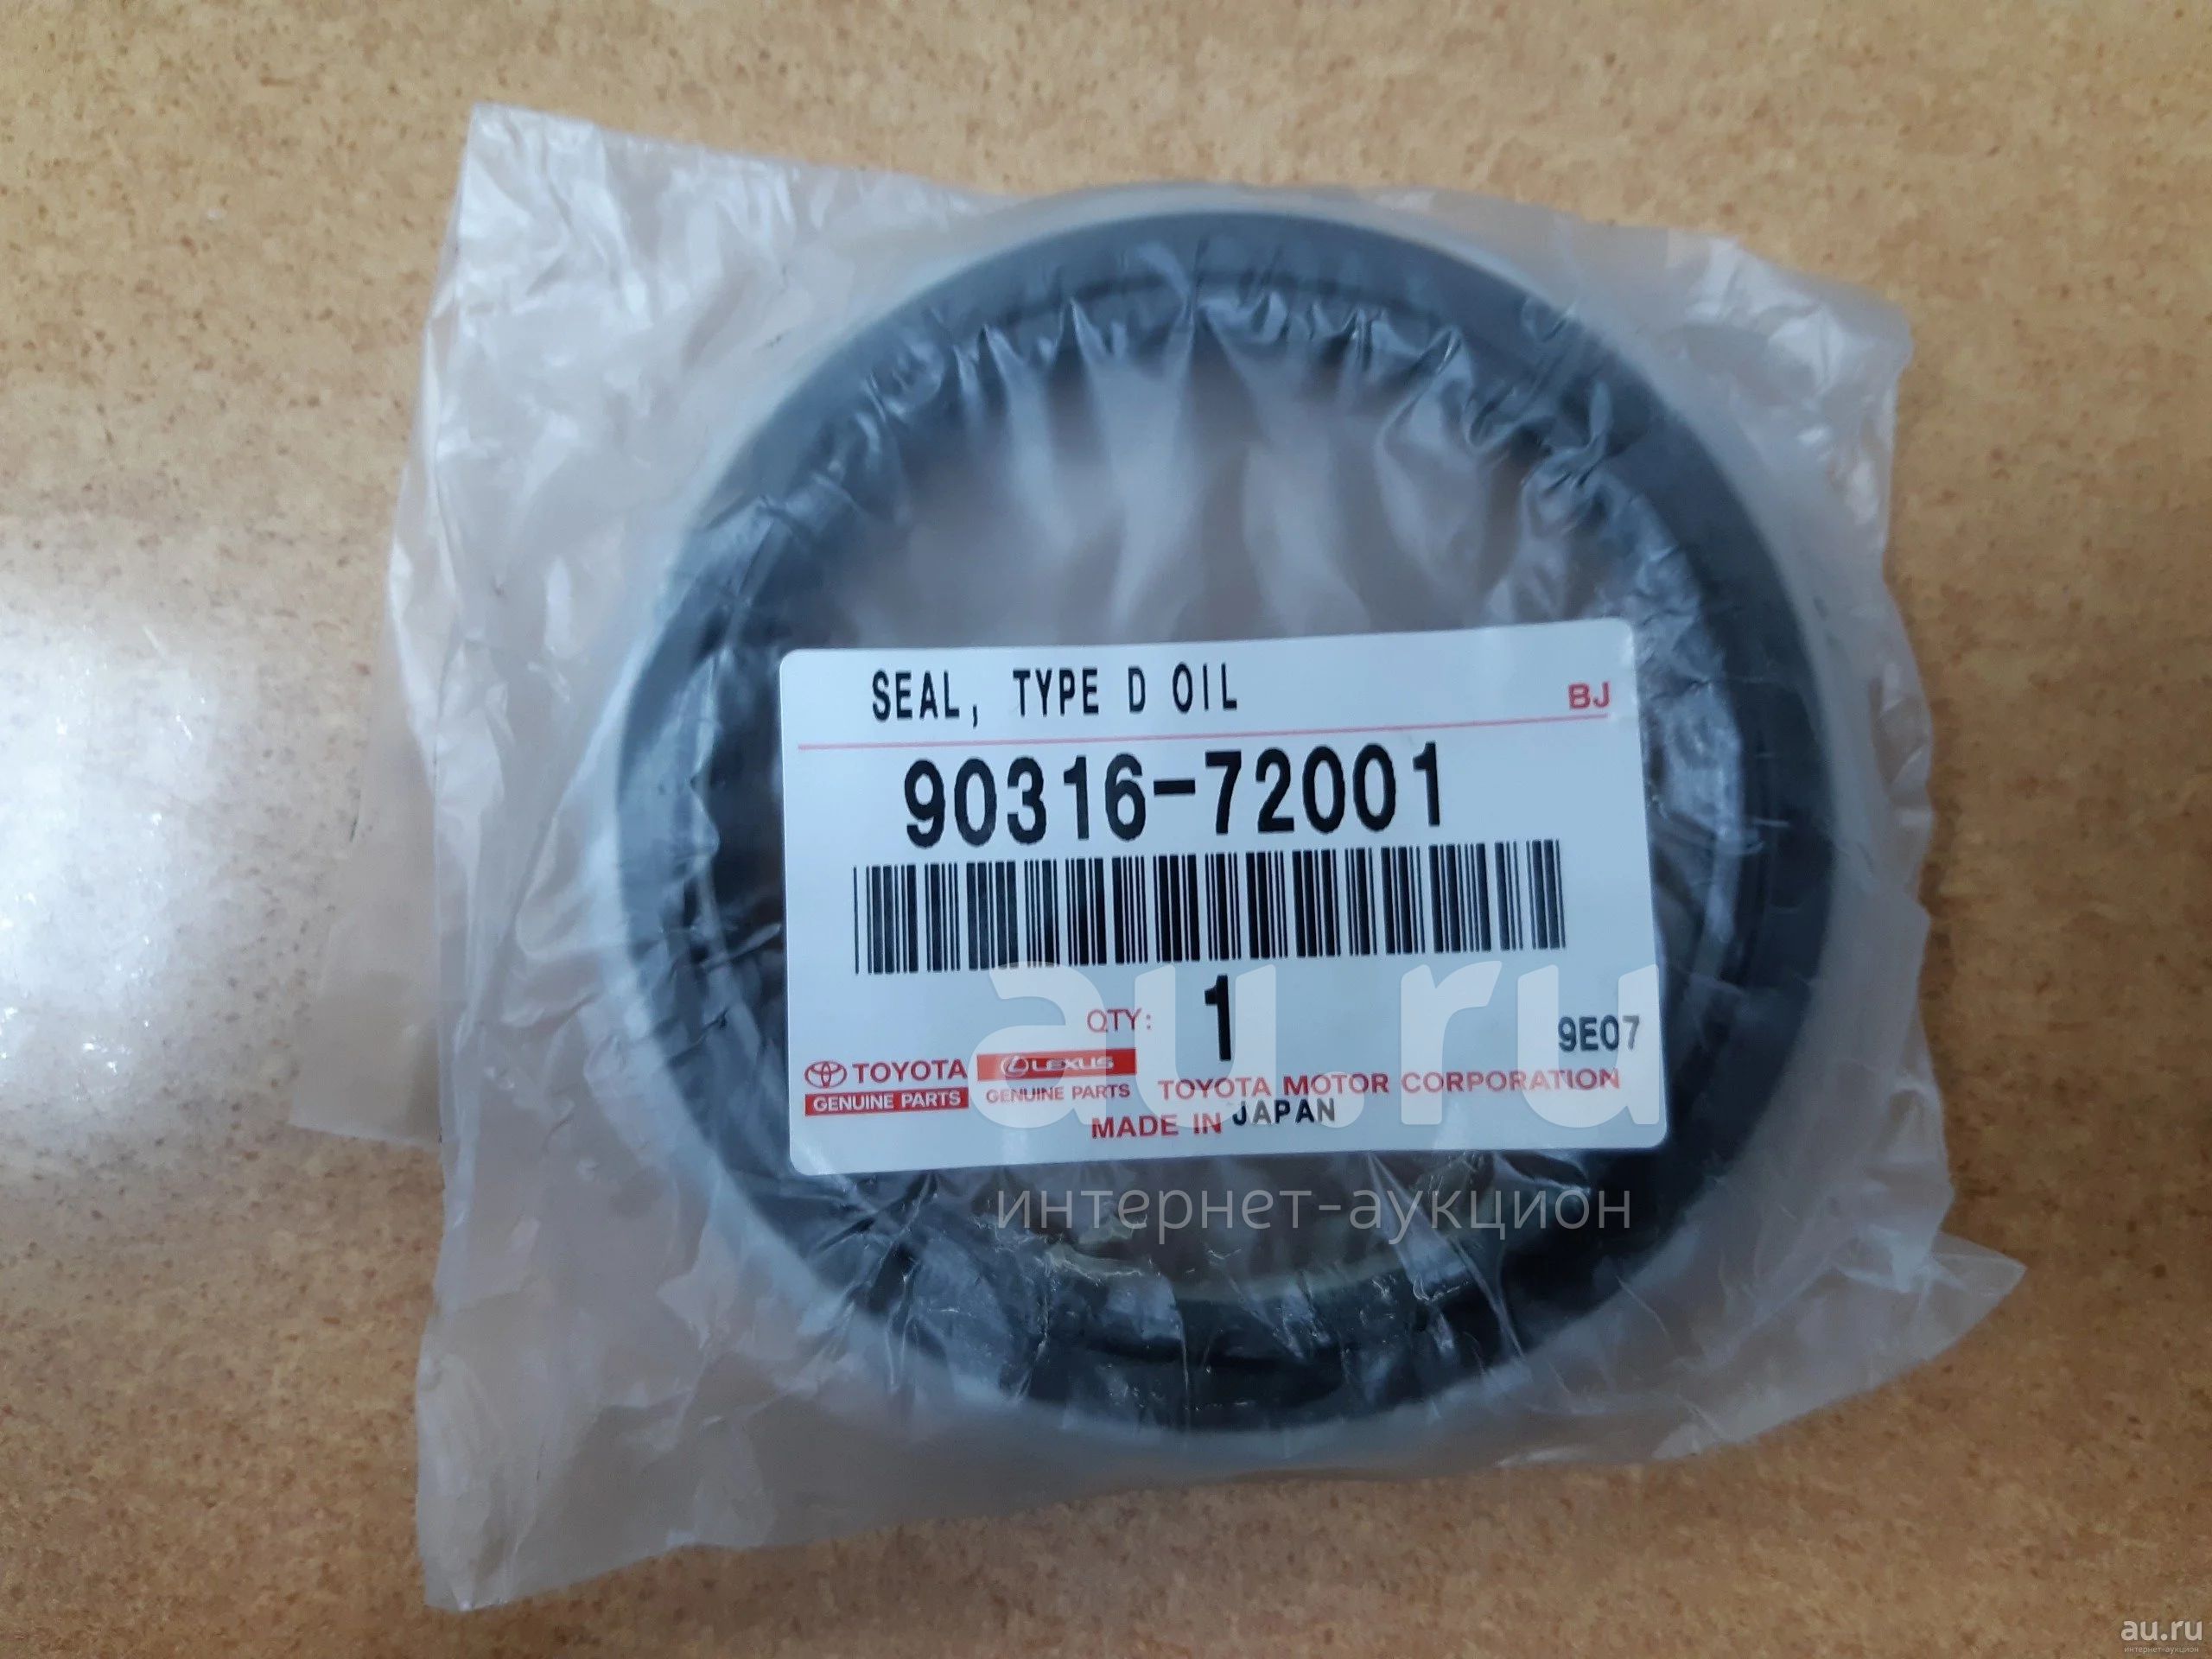 SEAL, TYPE D OIL
BJ
90316-72001
QTY: 1
9E07
TOYOTA
GENUINE PARTS
LEXUS
GENUINE PARTS
TOYOTA MOTOR CORPORATION
MADE IN JAPAN
au.ru
интернет-аукцион
au.ru
интернет-аукцион